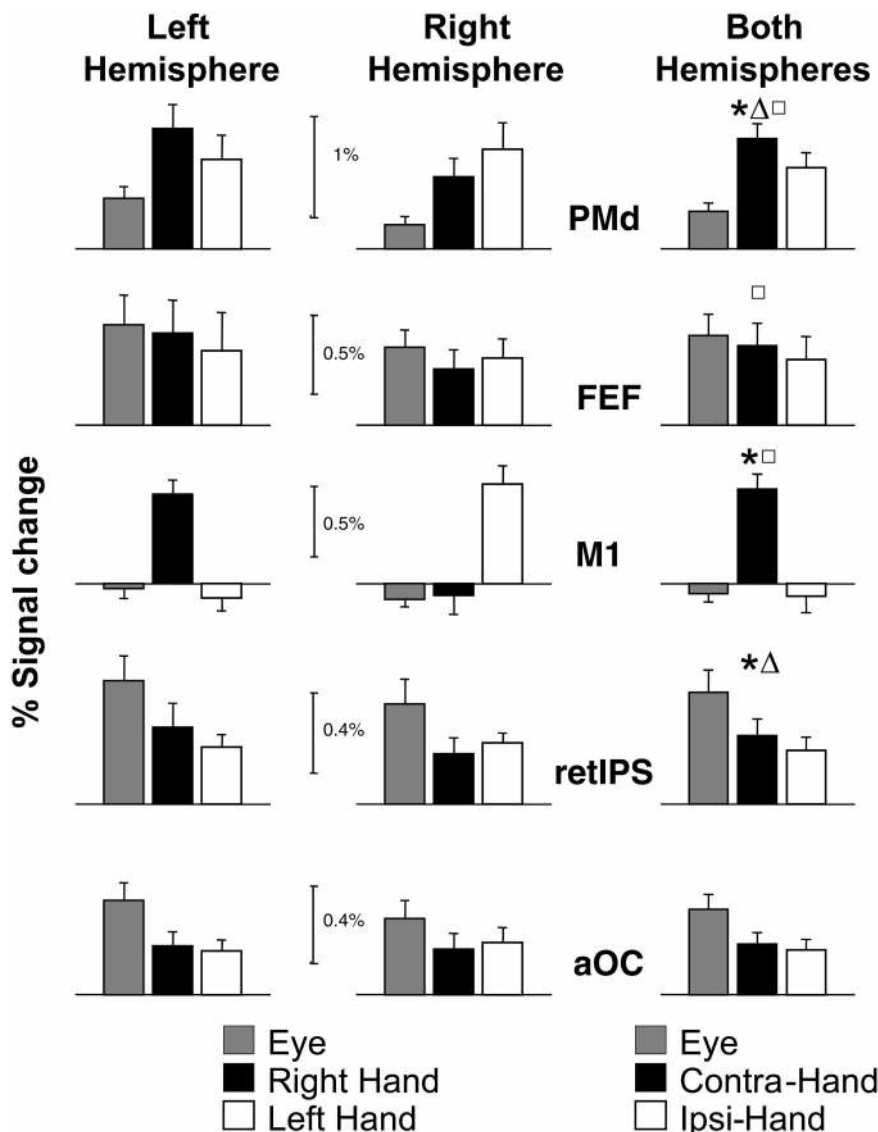 Left Hemisphere
Right Hemisphere
Both Hemispheres
*Δ□
1%
PMd
□
0.5%
FEF
*□
0.5%
M1
% Signal change
*Δ
0.4%
retIPS
0.4%
aOC
Eye
Right Hand
Left Hand
Eye
Contra-Hand
Ipsi-Hand